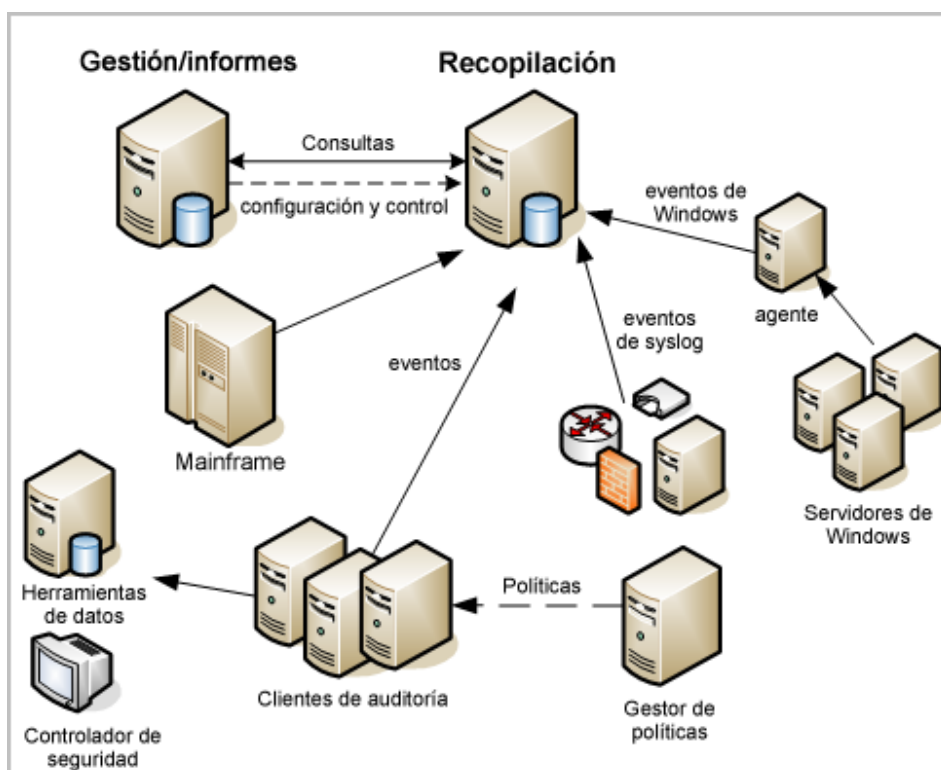 Gestión/informes
Recopilación
Consultas
configuración y control
eventos de
Windows
agente
eventos
de syslog
eventos
Mainframe
Servidores de
Windows
Herramientas
de datos
Políticas
Clientes de auditoría
Gestor de
políticas
Controlador de
seguridad